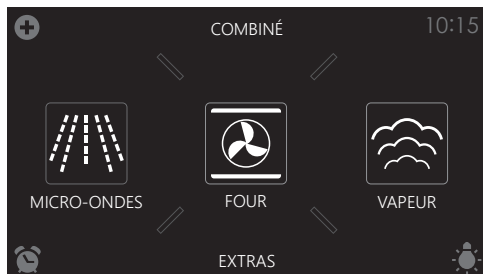 COMBINÉ
10:15
MICRO-ONDES
FOUR
VAPEUR
EXTRAS